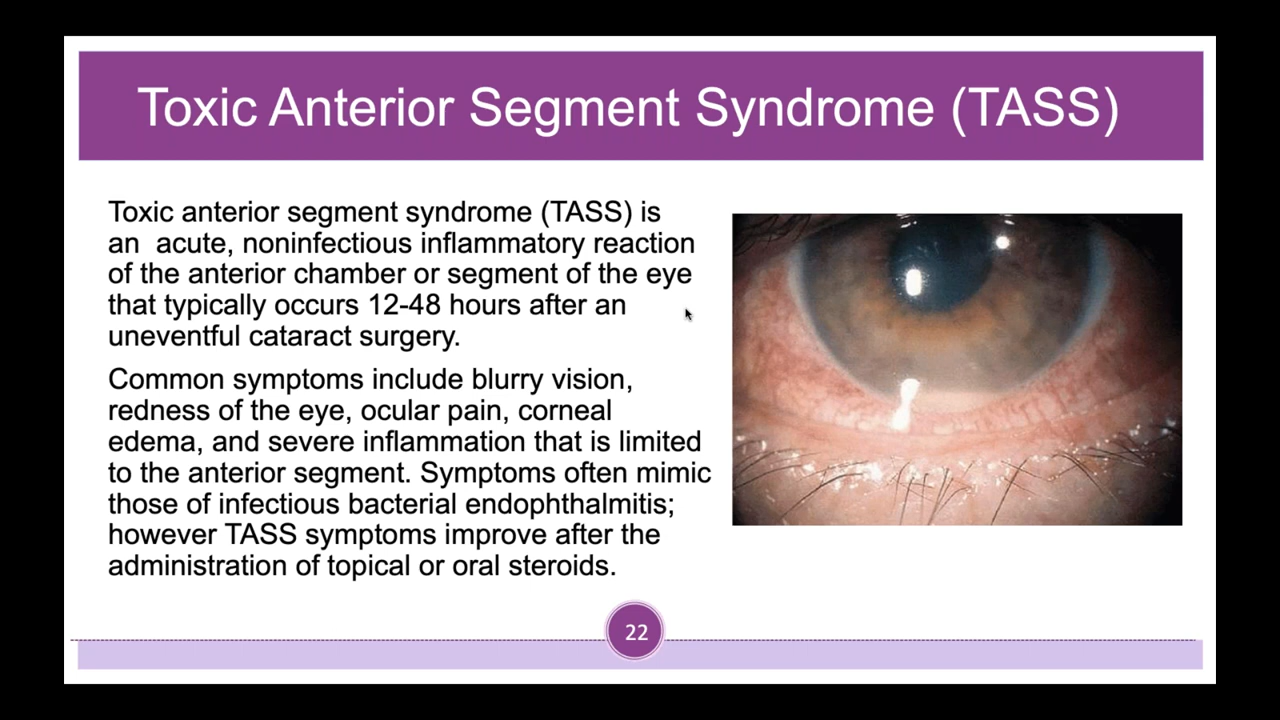 Toxic Anterior Segment Syndrome (TASS)
Toxic anterior segment syndrome (TASS) is
an  acute, noninfectious inflammatory reaction
of the anterior chamber or segment of the eye
that typically occurs 12-48 hours after an
uneventful cataract surgery.
Common symptoms include blurry vision,
redness of the eye, ocular pain, corneal
edema, and severe inflammation that is limited
to the anterior segment. Symptoms often mimic
those of infectious bacterial endophthalmitis;
however TASS symptoms improve after the
administration of topical or oral steroids.
22